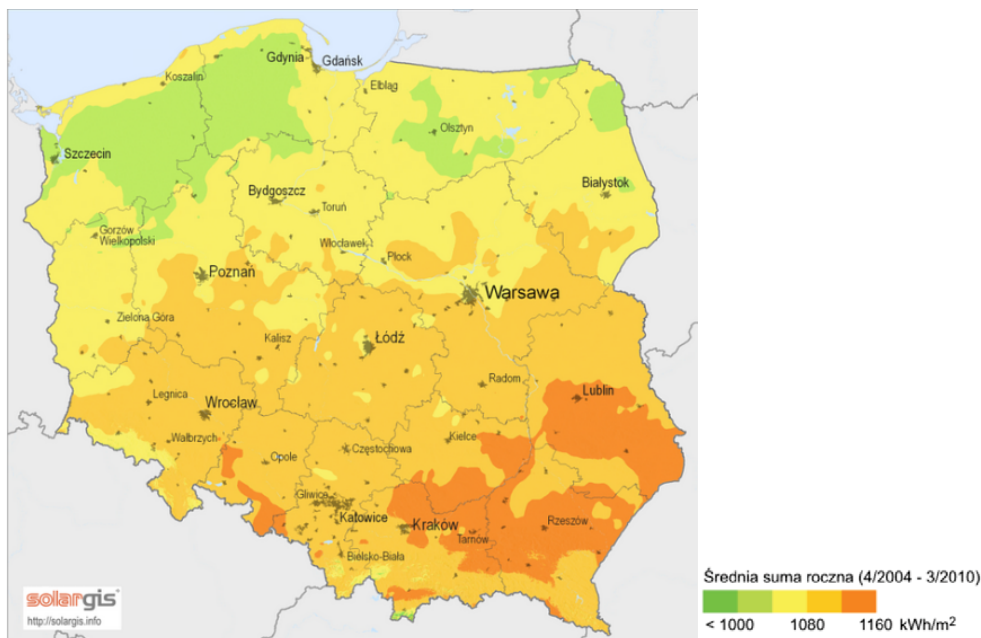 Gdynia
Gdańsk
Koszalin
Elbląg
Olsztyn
Szczecin
Białystok
Bydgoszcz
Toruń
Gorzów
Wielkopolski
Włocławek
Płock
Poznań
Warsawa
Zielona Góra
Kalisz
Łódź
Radom
Lublin
Legnica
Wrocław
Wałbrzych
Kielce
Częstochowa
Opole
Gliwice
Katowice
Kraków
Tarnów
Rzeszów
Bielsko-Biała
solargis
http://solargis.info
Średnia suma roczna (4/2004 - 3/2010)
< 1000 1080 1160 kWh/m²